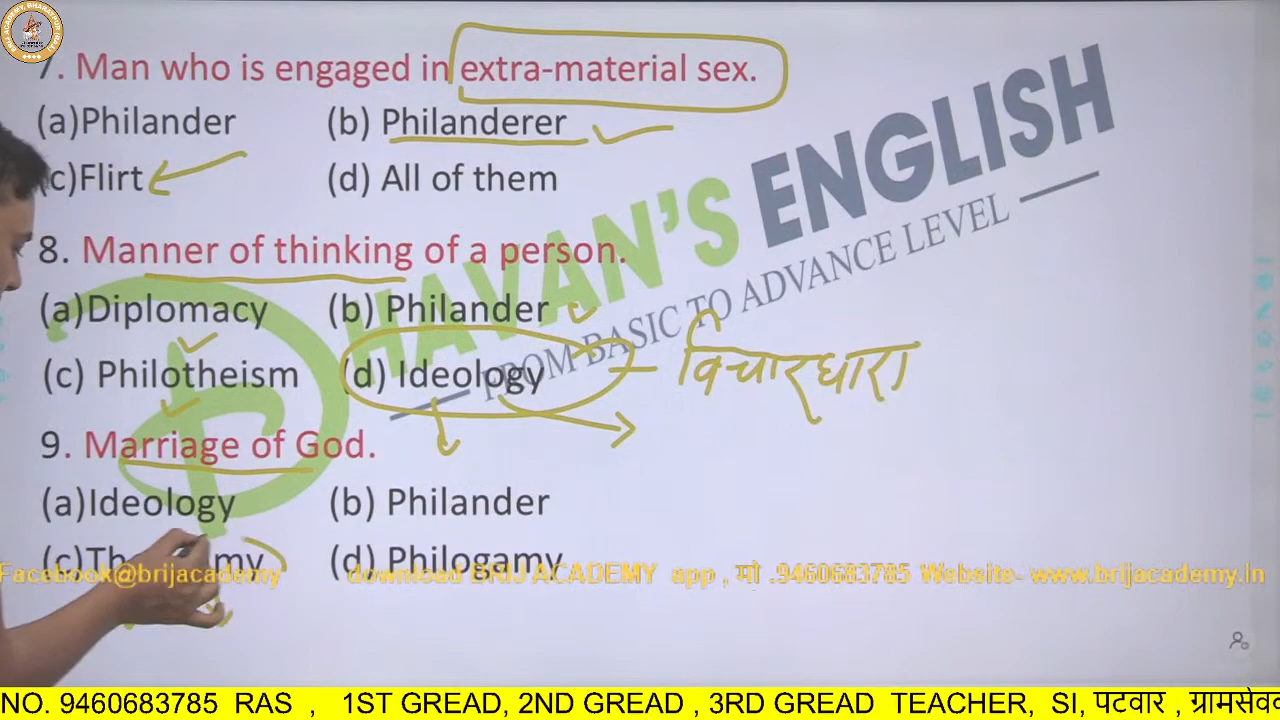 7. Man who is engaged in extra-material sex.
(a)Philander (b) Philanderer
(c)Flirt (d) All of them
8. Manner of thinking of a person.
(a)Diplomacy (b) Philander
(c) Philotheism (d) Ideology विचारधारा
9. Marriage of God.
(a)Ideology (b) Philander
(d) Philogamy
HAVAN'S ENGLISH
FROM BASIC TO ADVANCE LEVEL
Facebook@brijacademy download BRIJ ACADEMY app , मो .9460683785 Website- www.brijacademy.in
NO. 9460683785 RAS , 1ST GREAD, 2ND GREAD , 3RD GREAD TEACHER, SI, पटवार , ग्रामसेवक